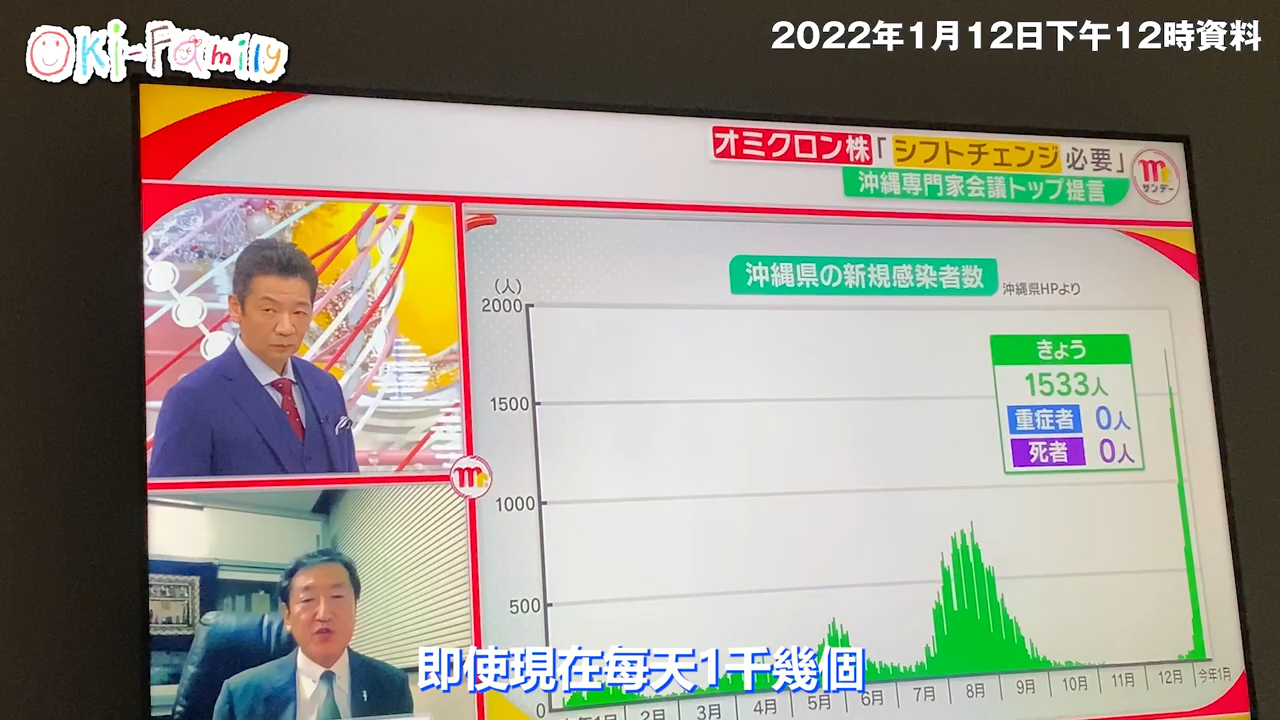 Oki-Family
2022年1月12日下午12時資料
オミクロン株「シフトチェンジ必要」
沖縄専門家会議トップ提言
Mr.
サンデー
沖縄県の新規感染者数
沖縄県HPより
(人)
2000
1500
1000
500
0
きょう
1533人
重症者 0人
死者 0人
Mr.
2月 3月 4月 5月 6月 7月 8月 9月 10月 11月 12月 今年1月
即使現在每天1千幾個